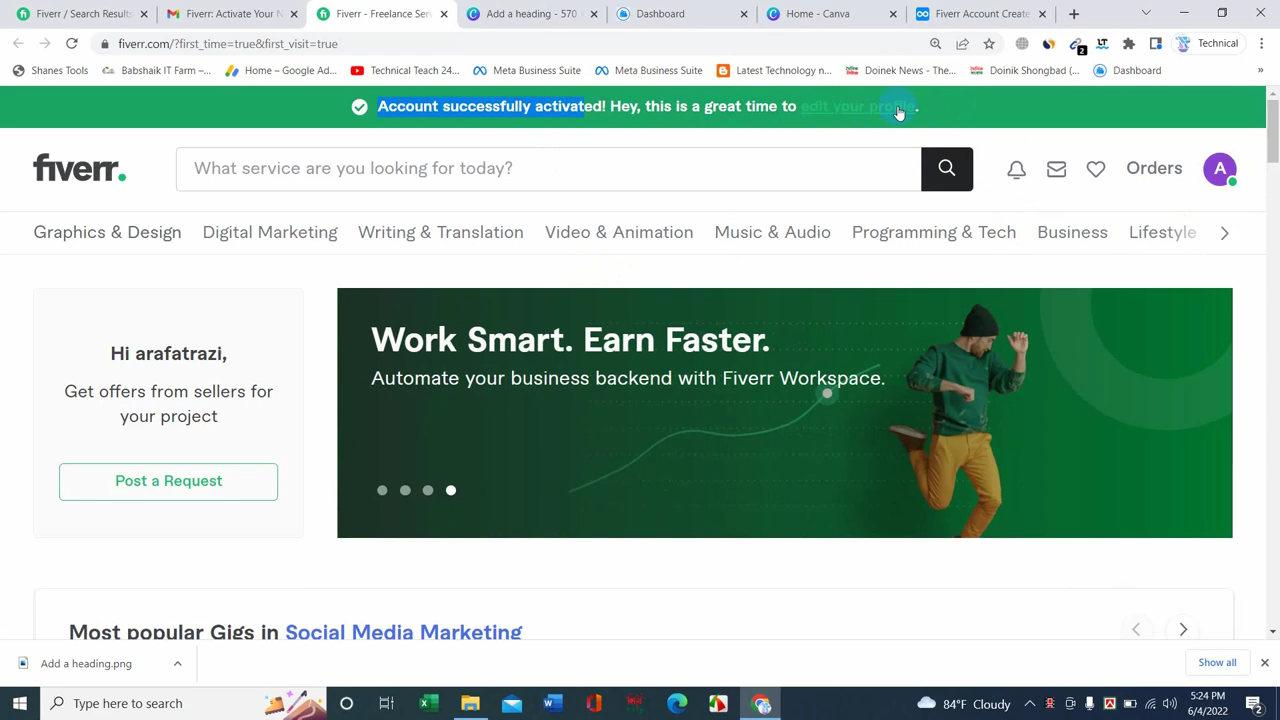 Fiverr / Search Results
Fiverr: Activate Your N
Fiverr - Freelance Serv
Add a heading - 570
Dashboard
Home - Canva
Fiverr Account Create
fiverr.com/?first_time=true&first_visit=true
2
Technical
Shanes Tools
Babshaik IT Farm –...
Home – Google Ad...
Technical Teach 24...
Meta Business Suite
Meta Business Suite
Latest Technology n...
Doinek News - The...
Doinik Shongbad (...
Dashboard
»
Account successfully activated! Hey, this is a great time to edit your profile.
fiverr.
What service are you looking for today?
Orders
A
Graphics & Design
Digital Marketing
Writing & Translation
Video & Animation
Music & Audio
Programming & Tech
Business
Lifestyle
Hi arafatrazi,
Get offers from sellers for
your project
Post a Request
Work Smart. Earn Faster.
Automate your business backend with Fiverr Workspace.
Most popular Gigs in Social Media Marketing
Add a heading.png
Show all
Type here to search
84°F Cloudy
5:24 PM
6/4/2022
2